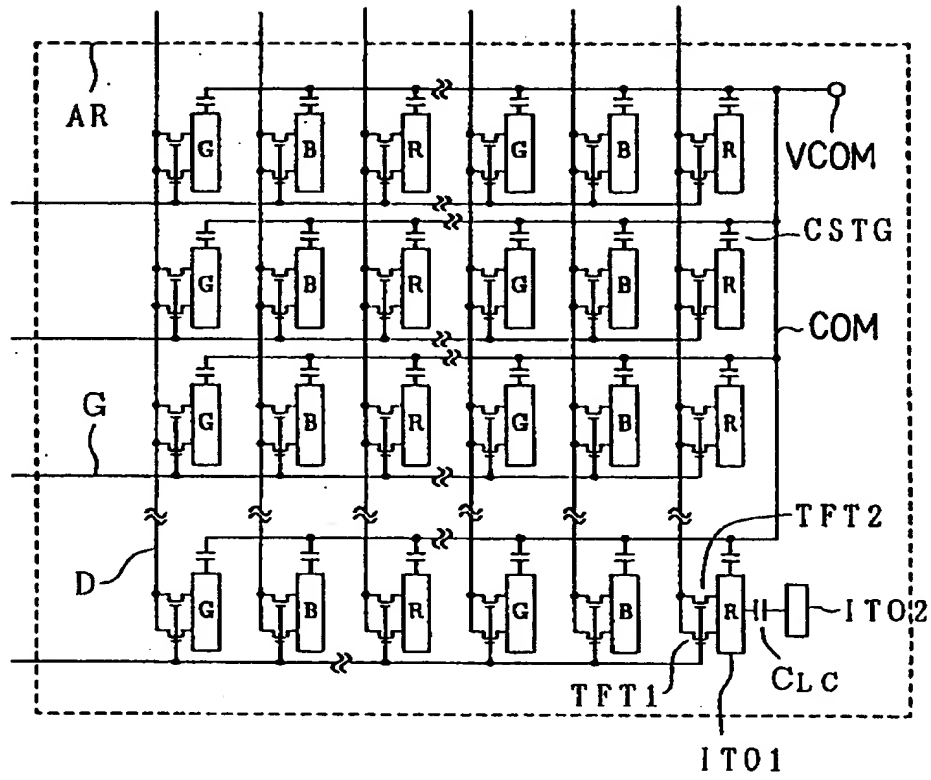 AR
G B R G B R
VCOM
CSTG
G B R G B R
COM
G B R G B R
G
TFT2
D
G B R G B R
ITO2
TFT1
CLC
ITO1